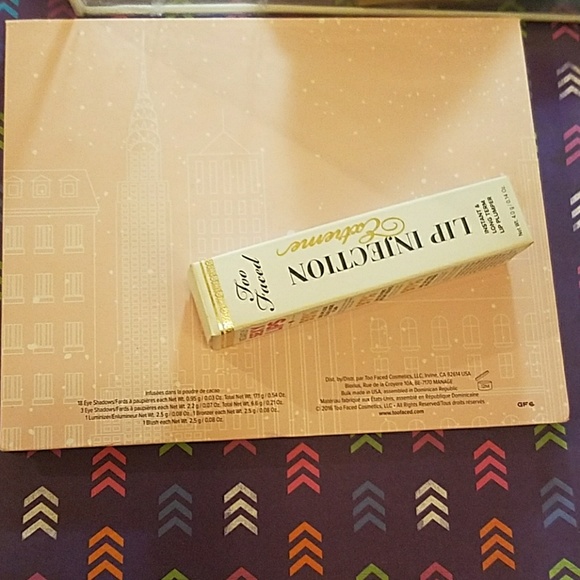 Too
Faced
LIP INJECTION
Extreme
INSTANT &
LONG TERM
LIP PLUMPER
Net Wt. 4.0 g / 0.14 Oz.
Infusées dans la poudre de cacao
18 Eye Shadows/Fards à paupières each Net Wt. 0.95 g / 0.03 Oz. Total Net Wt. 17.1 g / 0.54 Oz.
3 Eye Shadows/Fards à paupières each Net Wt. 2.2 g / 0.07 Oz. Total Net Wt. 6.6 g / 0.21 Oz.
1 Luminizer/Enlumineur Net Wt. 2.5 g / 0.08 Oz., 1 Bronzer each Net Wt. 2.5 g / 0.08 Oz.,
1 Blush each Net Wt. 2.5 g / 0.08 Oz.
Dist. by/Distr. par Too Faced Cosmetics, LLC, Irvine, CA 92614 USA
Bioklux, Rue de la Croyere 10A, BE-7170 MANAGE
Bulk made in USA, assembled in Dominican Republic
Materiau fabriqué aux États-Unis, assemblé en République Dominicaine
© 2016 Too Faced Cosmetics, LLC - All Rights Reserved/Tous droits réservés
www.toofaced.com
12M
QF6